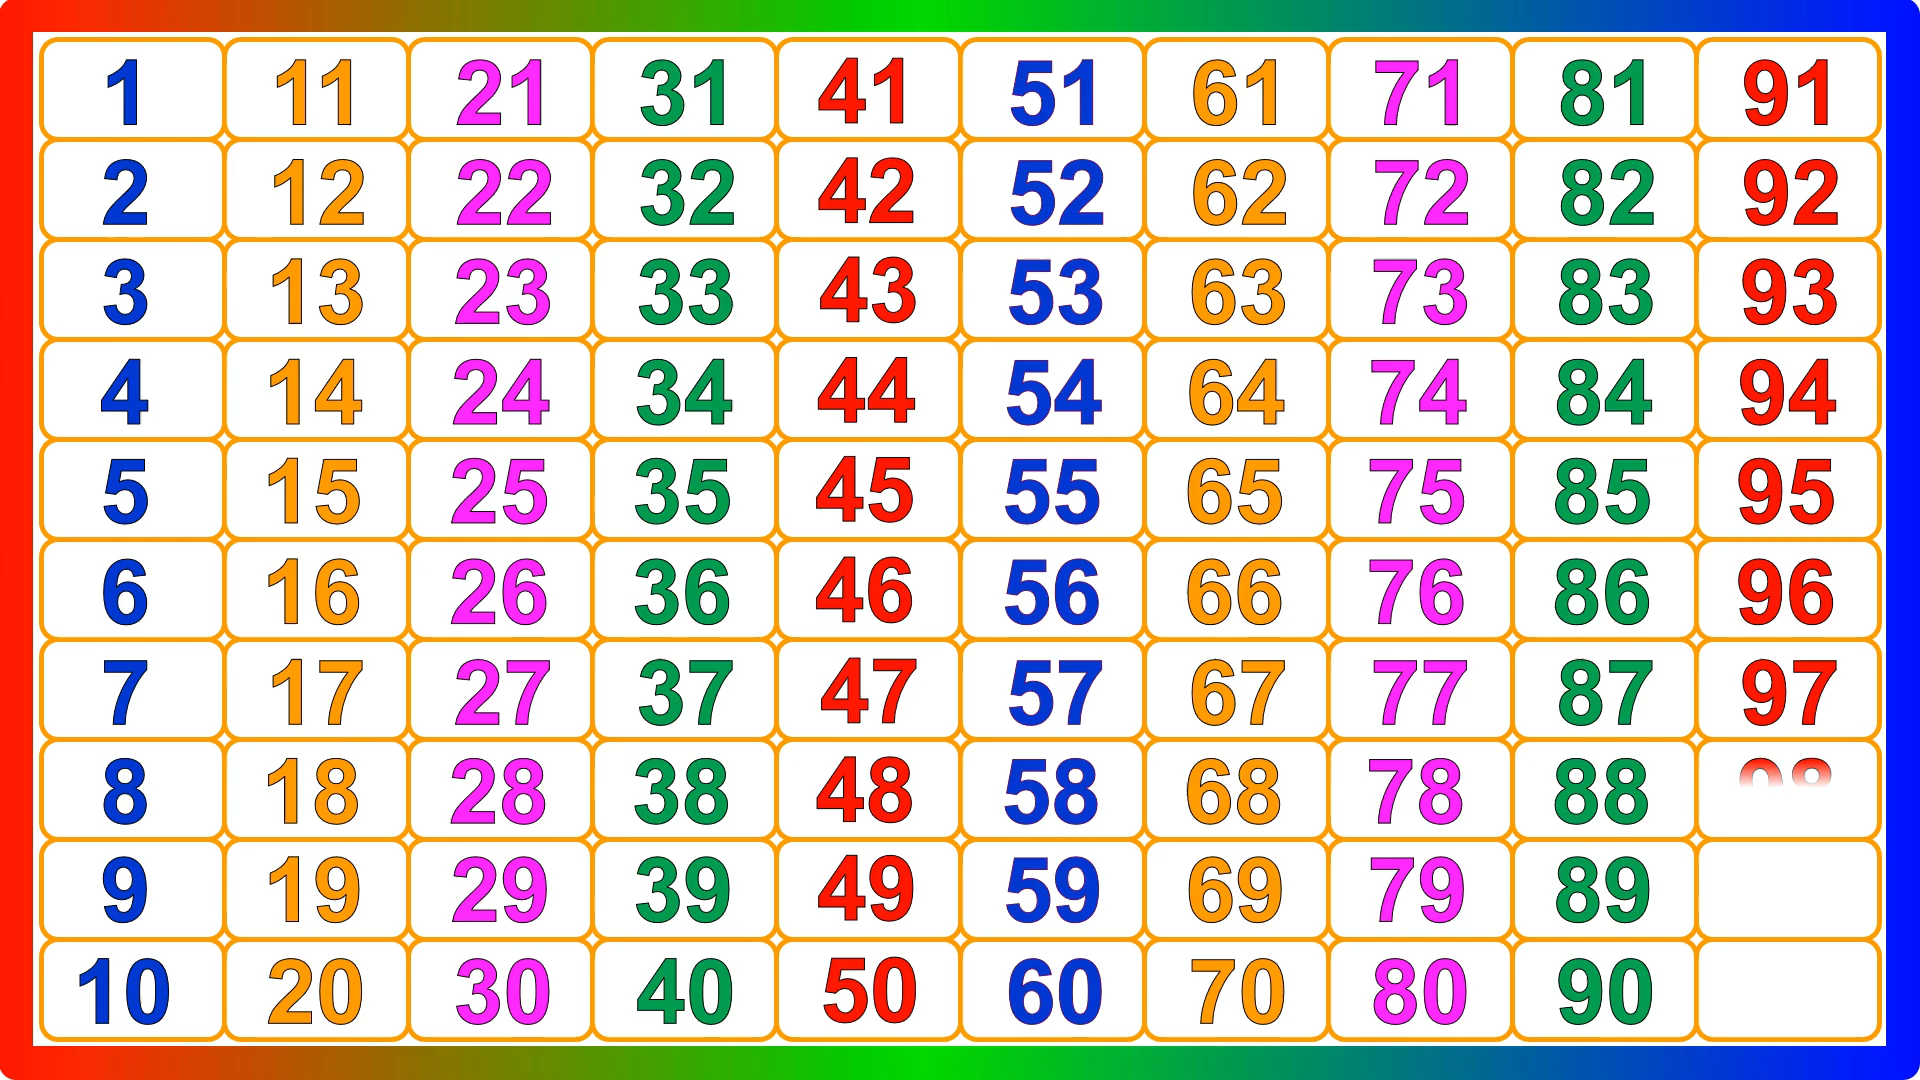 1 11 21 31 41 51 61 71 81 91
2 12 22 32 42 52 62 72 82 92
3 13 23 33 43 53 63 73 83 93
4 14 24 34 44 54 64 74 84 94
5 15 25 35 45 55 65 75 85 95
6 16 26 36 46 56 66 76 86 96
7 17 27 37 47 57 67 77 87 97
8 18 28 38 48 58 68 78 88
9 19 29 39 49 59 69 79 89
10 20 30 40 50 60 70 80 90